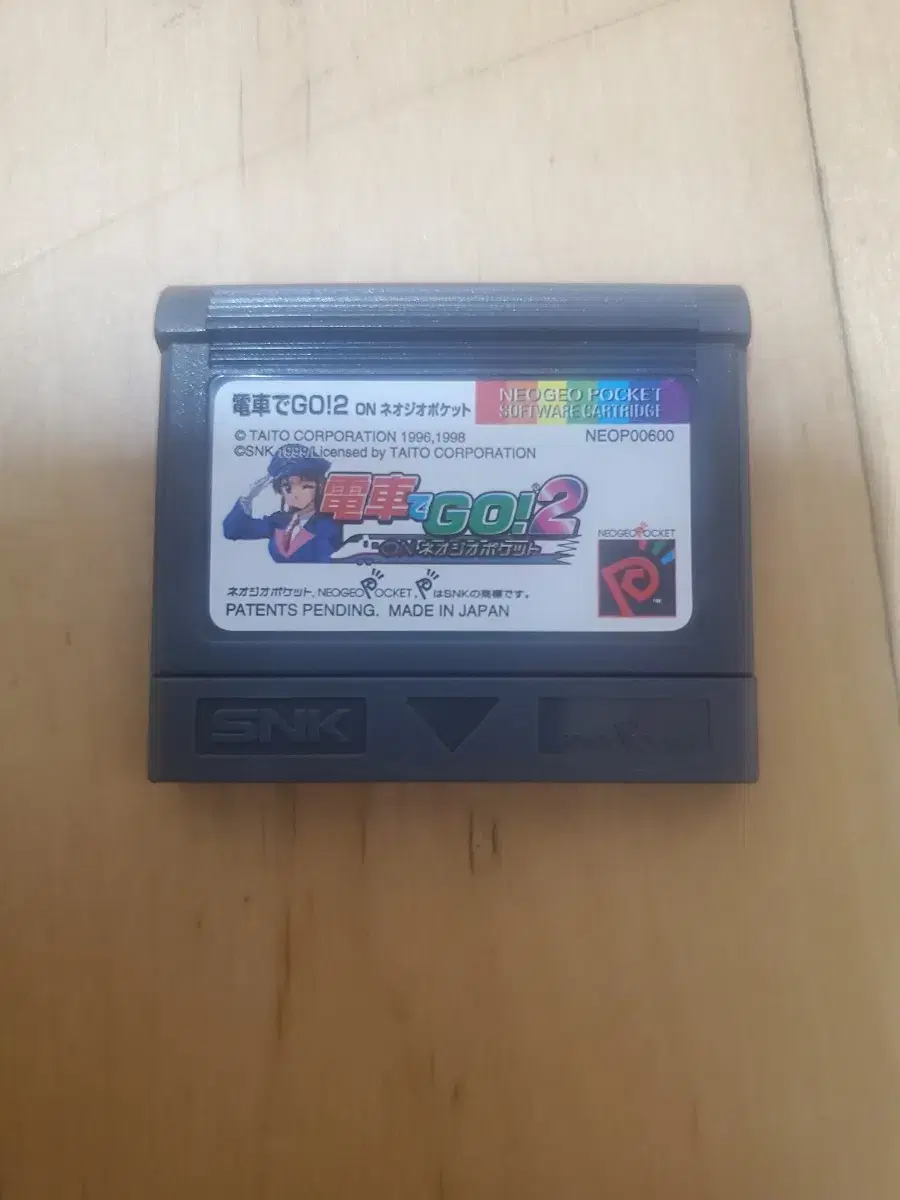 電車でGO!2 ON ネオジオポケット
NEOGEO POCKET
SOFTWARE CARTRIDGE
© TAITO CORPORATION 1996,1998
NEOP00600
©SNK 1999/Licensed by TAITO CORPORATION
電車でGO!2
ON ネオジオポケット
NEOGEO POCKET
ネオジオポケット, NEOGEO POCKET, P はSNKの商標です。
PATENTS PENDING. MADE IN JAPAN
SNK